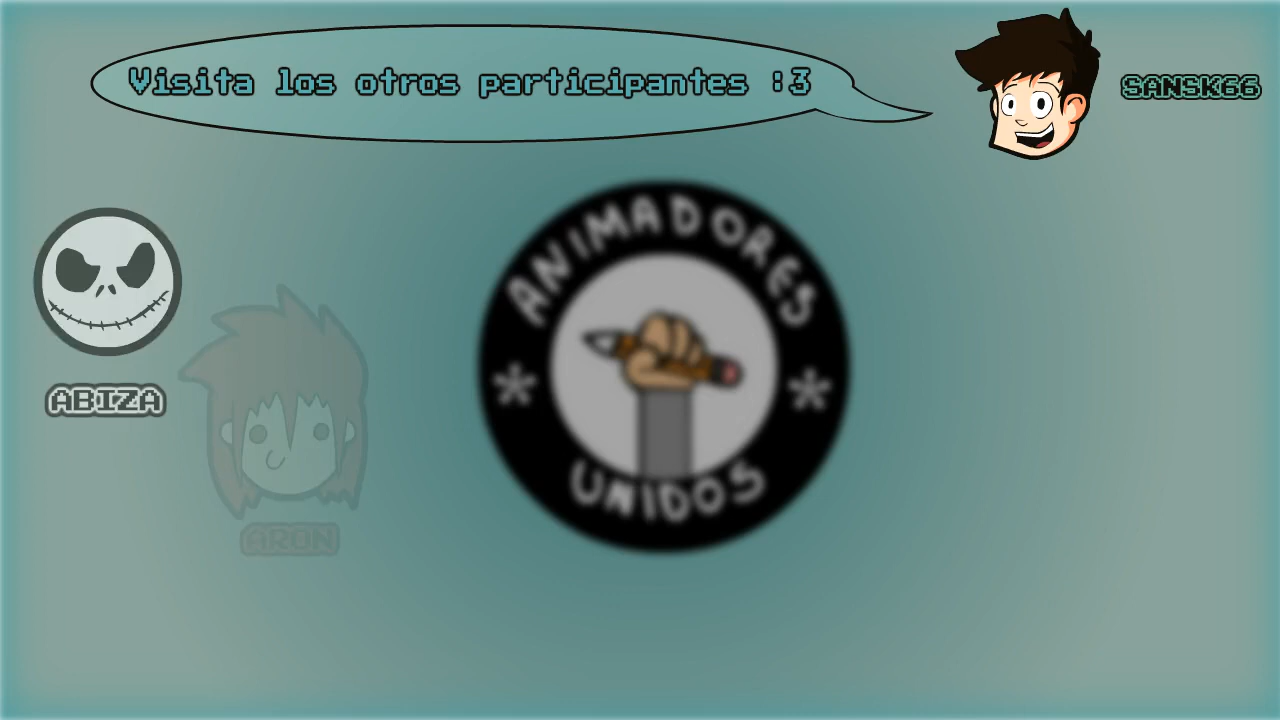 Visita los otros participantes :3
SANSK66
ANIMADORES
UNIDOS
ABIZA
ARON